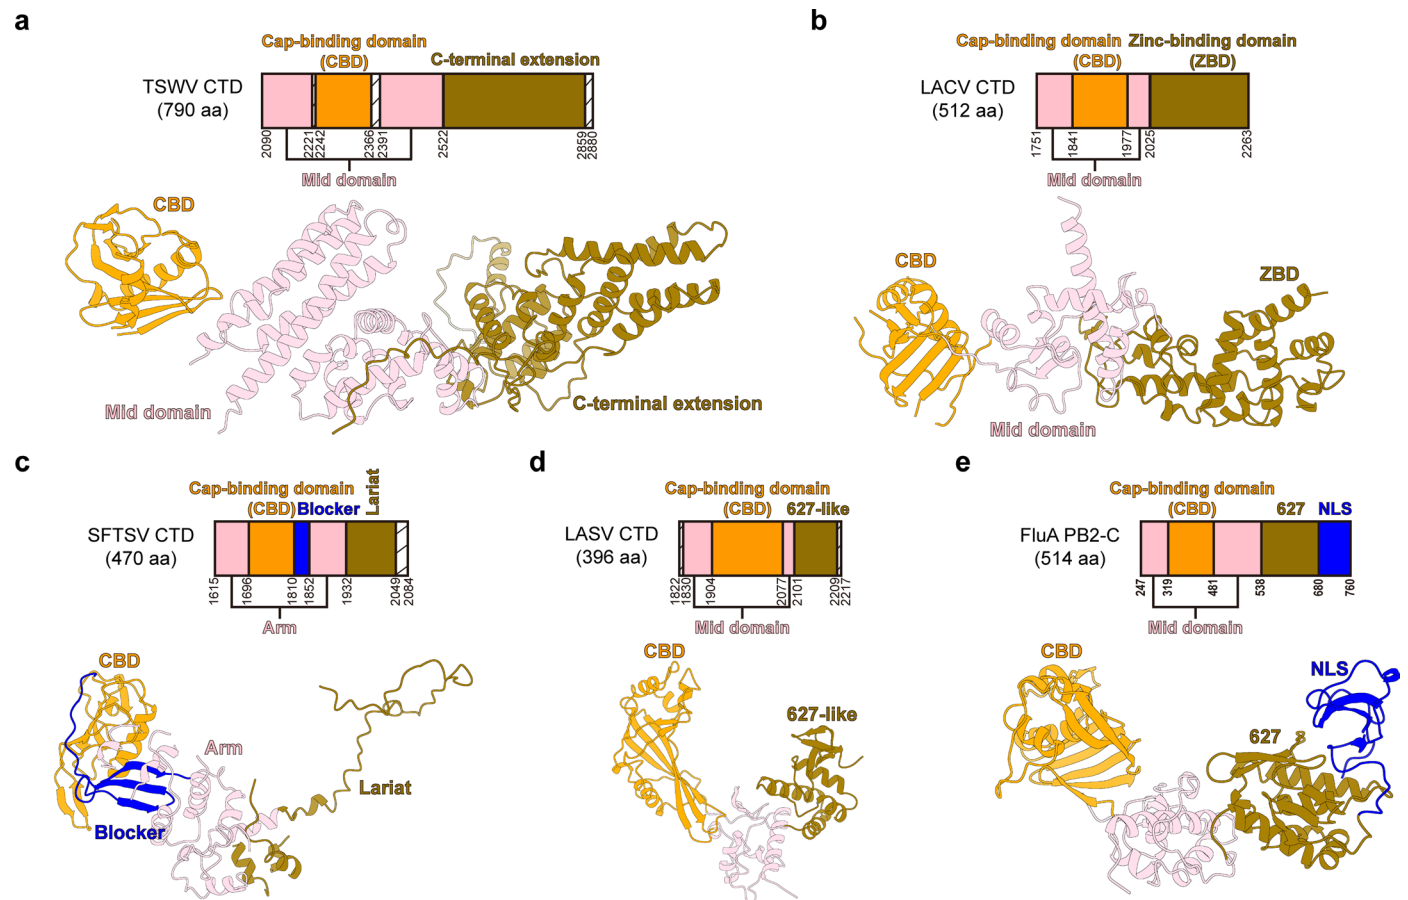 a
Cap-binding domain
(CBD)
C-terminal extension
TSWV CTD
(790 aa)
2090
2221
2242
2366
2391
2522
2859
2880
Mid domain
CBD
Mid domain
C-terminal extension
b
Cap-binding domain
(CBD)
Zinc-binding domain
(ZBD)
LACV CTD
(512 aa)
1751
1841
1977
2025
2263
Mid domain
CBD
ZBD
Mid domain
c
Cap-binding domain
(CBD)
Blocker
Lariat
SFTSV CTD
(470 aa)
1615
1696
1810
1852
1932
2049
2084
Arm
CBD
Arm
Lariat
Blocker
d
Cap-binding domain
(CBD)
627-like
LASV CTD
(396 aa)
1822
1830
1904
2077
2101
2209
2217
Mid domain
CBD
627-like
e
Cap-binding domain
(CBD)
627
NLS
FluA PB2-C
(514 aa)
247
319
481
538
680
760
Mid domain
CBD
NLS
627